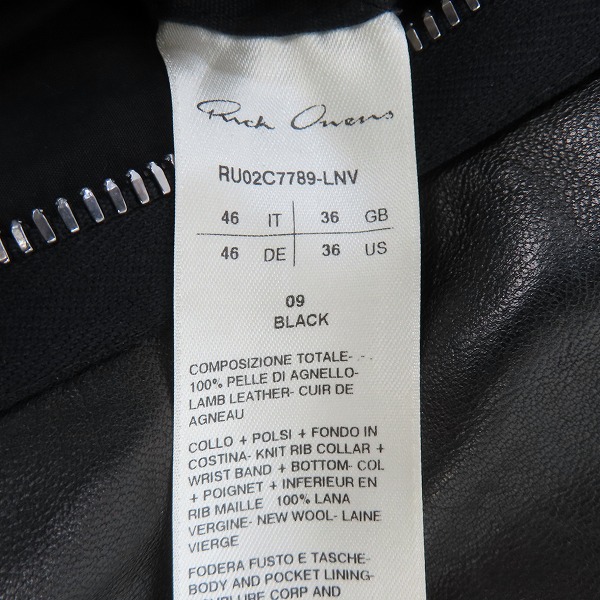 Rick Owens
RU02C7789-LNV
46 IT 36 GB
46 DE 36 US
09
BLACK
COMPOSIZIONE TOTALE-
100% PELLE DI AGNELLO-
LAMB LEATHER- CUIR DE
AGNEAU
COLLO + POLSI + FONDO IN
COSTINA- KNIT RIB COLLAR +
WRIST BAND + BOTTOM- COL
+ POIGNET + INFERIEUR EN
RIB MAILLE 100% LANA
VERGINE- NEW WOOL- LAINE
VIERGE
FODERA FUSTO E TASCHE-
BODY AND POCKET LINING-
CORP AND